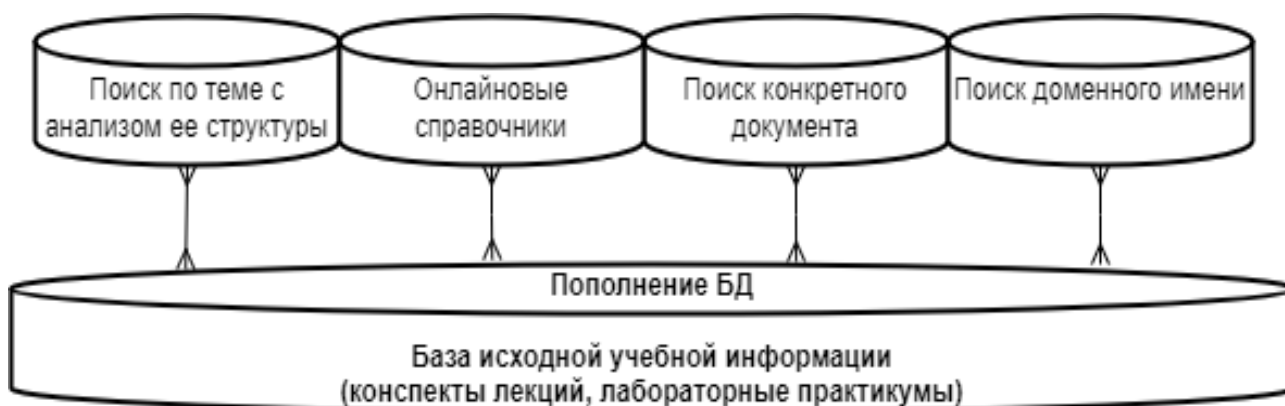 Поиск по теме с
анализом ее структуры
Онлайновые
справочники
Поиск конкретного
документа
Поиск доменного имени
Пополнение БД
База исходной учебной информации
(конспекты лекций, лабораторные практикумы)